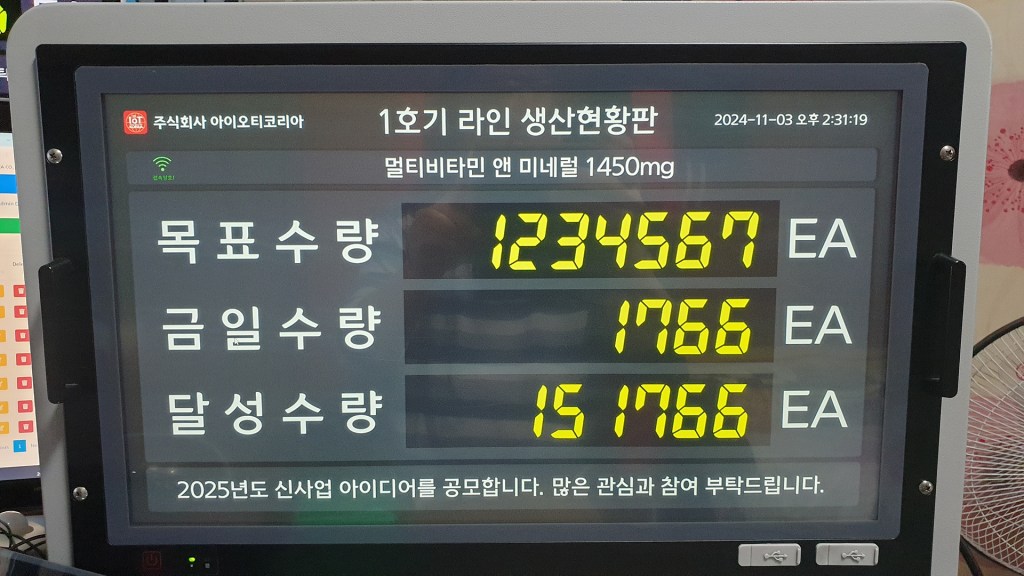 IoT
주식회사 아이오티코리아
1호기 라인 생산현황판
2024-11-03 오후 2:31:19
멀티비타민 앤 미네럴 1450mg
목표수량 1234567 EA
금일수량 1766 EA
달성수량 151766 EA
2025년도 신사업 아이디어를 공모합니다. 많은 관심과 참여 부탁드립니다.